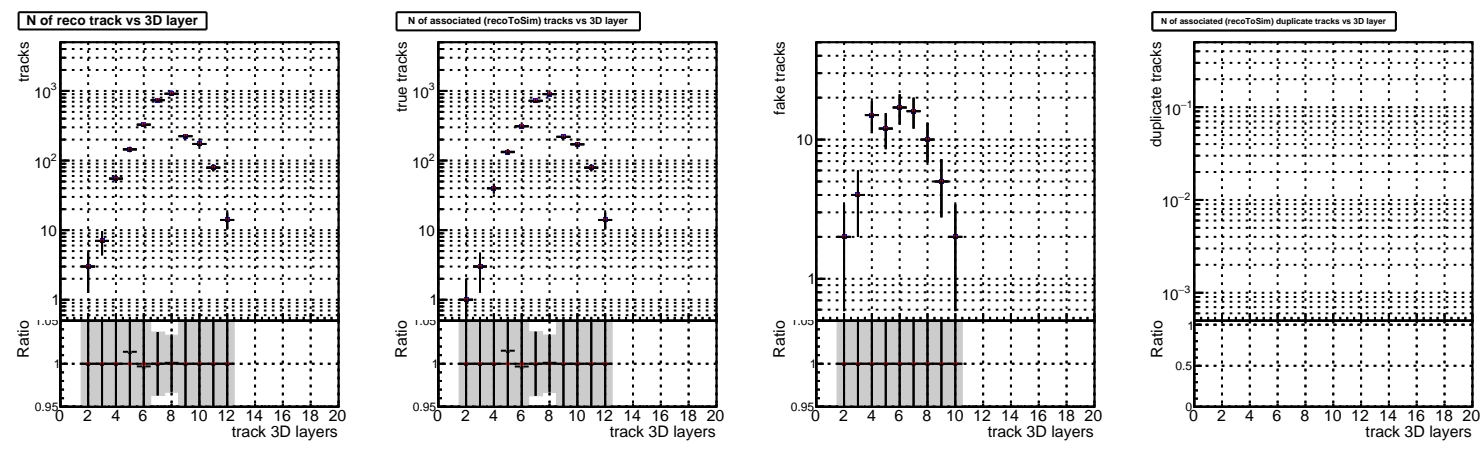 N of reco track vs 3D layer
tracks
10³
10²
10
1
Ratio
1.05
1
0.95
0 2 4 6 8 10 12 14 16 18 20
track 3D layers
N of associated (recoToSim) tracks vs 3D layer
true tracks
10³
10²
10
1
Ratio
1.05
1
0.95
0 2 4 6 8 10 12 14 16 18 20
track 3D layers
fake tracks
10
1
Ratio
1.05
1
0.95
0 2 4 6 8 10 12 14 16 18 20
track 3D layers
N of associated (recoToSim) duplicate tracks vs 3D layer
duplicate tracks
10⁻¹
10⁻²
10⁻³
Ratio
1
0.5
0
0 2 4 6 8 10 12 14 16 18 20
track 3D layers